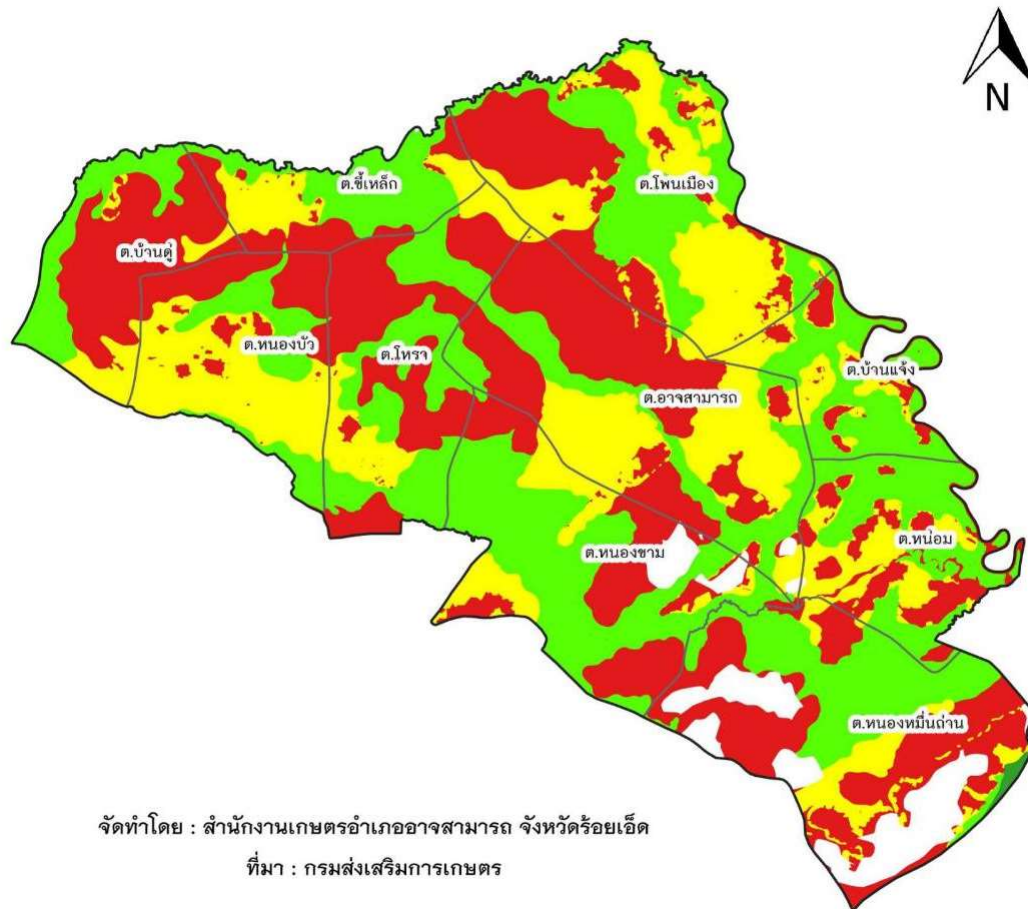 N
ต.ขี้เหล็ก
ต.โพนเมือง
ต.บ้านดู่
ต.หนองบัว
ต.โหรา
ต.บ้านแจ้ง
ต.อาจสามารถ
ต.หน่อม
ต.หนองขาม
ต.หนองหมื่นถ่าน
จัดทำโดย : สำนักงานเกษตรอำเภออาจสามารถ จังหวัดร้อยเอ็ด
ที่มา : กรมส่งเสริมการเกษตร